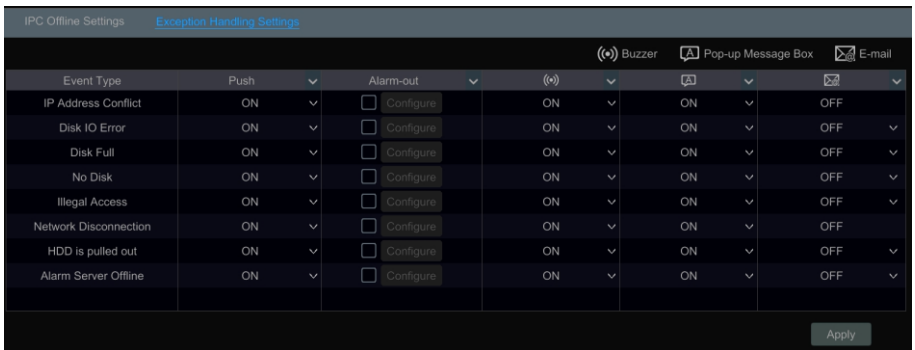 IPC Offline Settings Exception Handling Settings
Buzzer Pop-up Message Box E-mail
Event Type Push Alarm-out
IP Address Conflict ON Configure ON ON OFF
Disk IO Error ON Configure ON ON OFF
Disk Full ON Configure ON ON OFF
No Disk ON Configure ON ON OFF
Illegal Access ON Configure ON ON OFF
Network Disconnection ON Configure ON ON OFF
HDD is pulled out ON Configure ON ON OFF
Alarm Server Offline ON Configure ON ON OFF
Apply